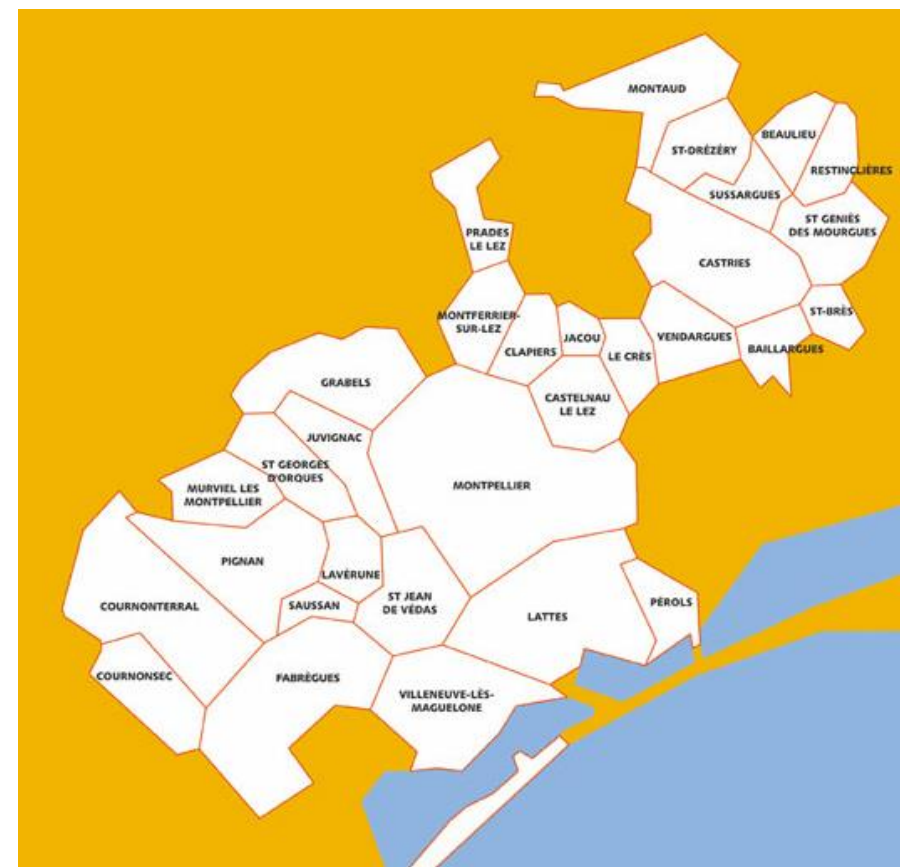 MONTAUD
BEAULIEU
ST-DRÉZÉRY
RESTINCLIÈRES
SUSSARGUES
ST GENIÈS
DES MOURGUES
PRADES
LE LEZ
CASTRIES
ST-BRÈS
MONTFERRIER-
SUR-LEZ
JACOU
VENDARGUES
CLAPIERS
LE CRÈS
BAILLARGUES
GRABELS
CASTELNAU
LE LEZ
JUVIGNAC
ST GEORGES
D'ORQUES
MURVIEL LES
MONTPELLIER
MONTPELLIER
PIGNAN
LAVÉRUNE
ST JEAN
DE VÉDAS
COURNONTERRAL
SAUSSAN
PÉROLS
LATTES
COURNONSEC
FABRÈGUES
VILLENEUVE-LÈS-
MAGUELONE